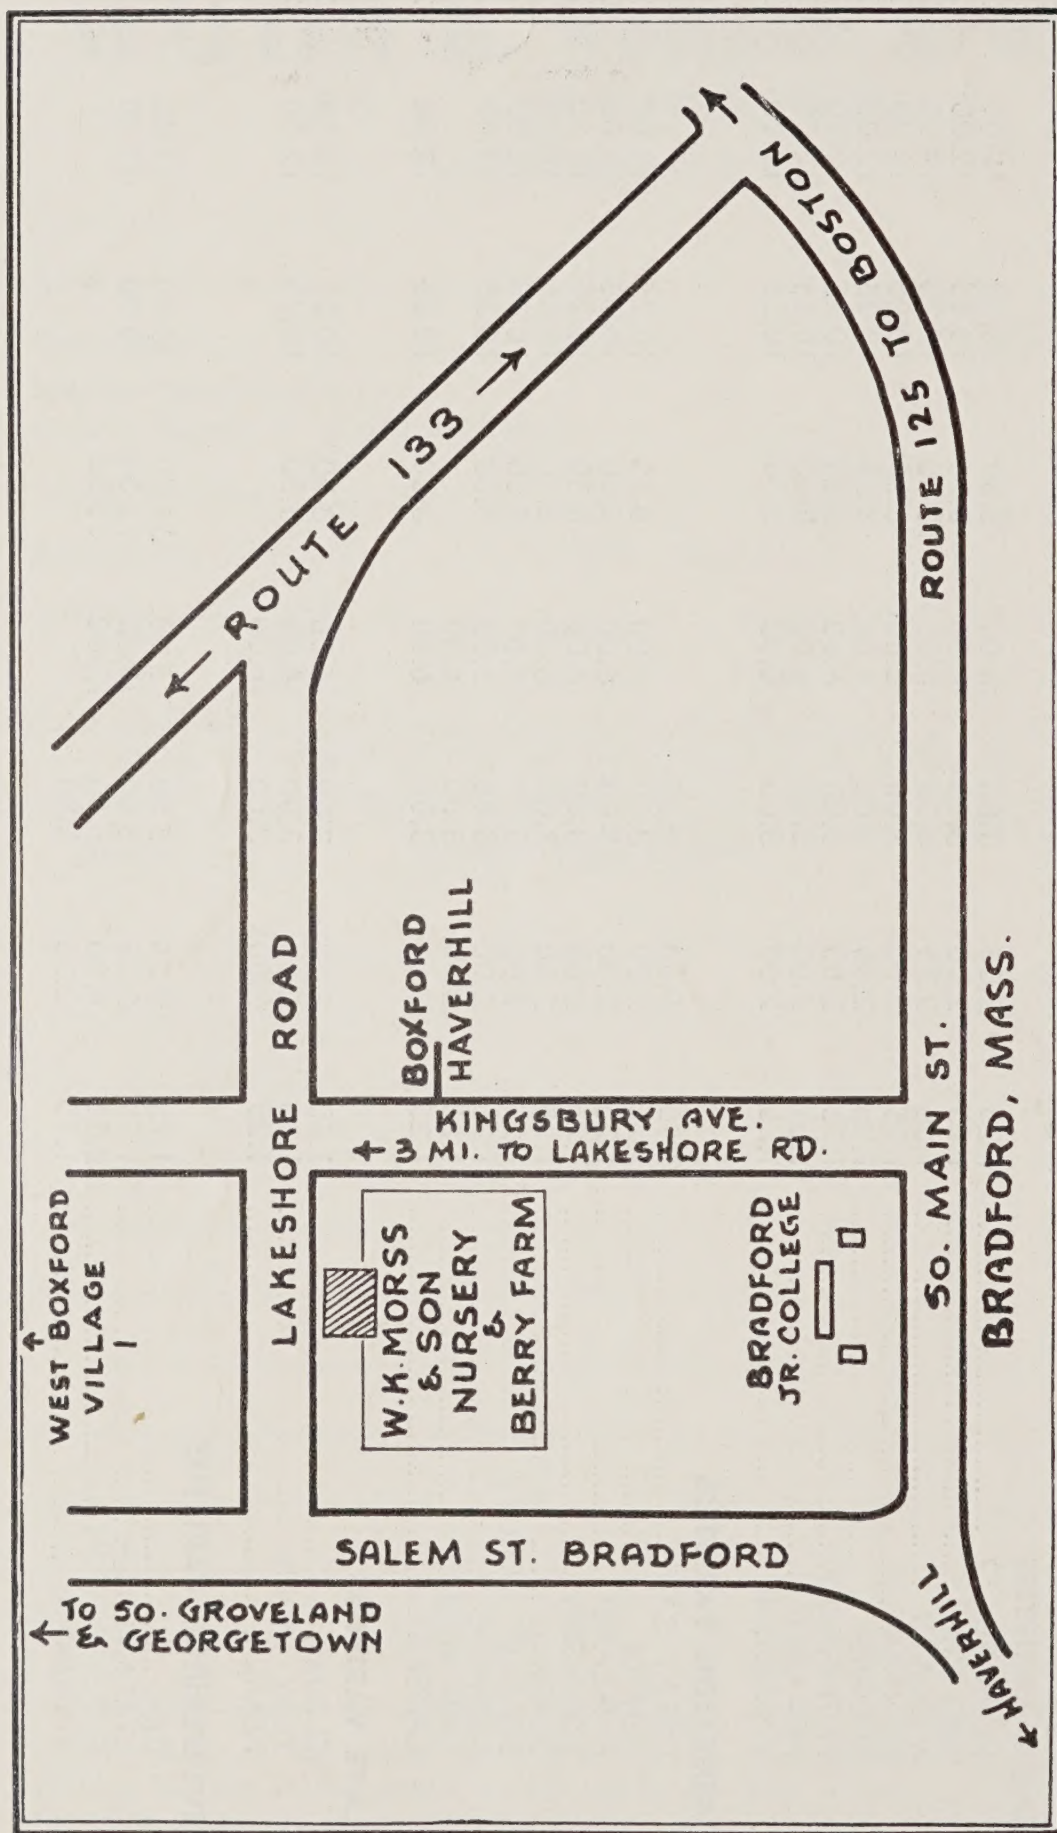 ROUTE 125 TO BOSTON
ROUTE 133
LAKESHORE ROAD
BOXFORD
HAVERHILL
KINGSBURY AVE.
3 MI. TO LAKESHORE RD.
WEST BOXFORD
VILLAGE
W.K. MORSS
& SON
NURSERY
&
BERRY FARM
BRADFORD
JR. COLLEGE
SO. MAIN ST.
BRADFORD, MASS.
SALEM ST. BRADFORD
TO SO. GROVELAND
& GEORGETOWN
HAVERHILL